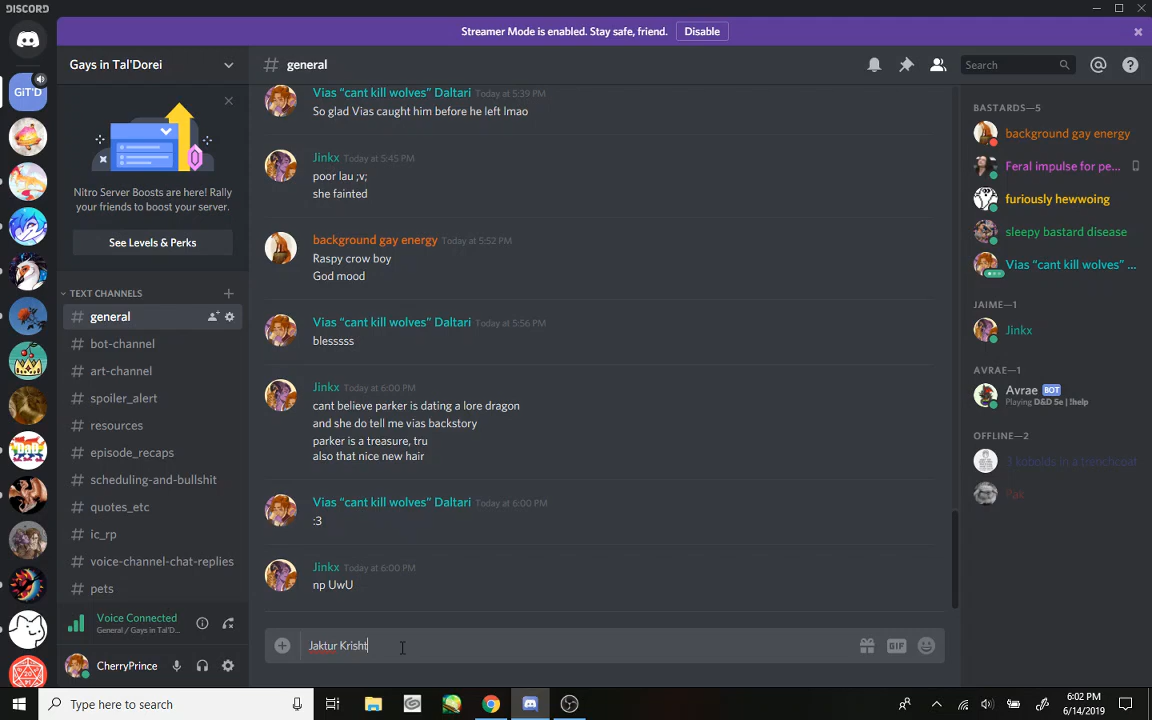 DISCORD
Streamer Mode is enabled. Stay safe, friend.
Disable
GiT'D
Gays in Tal'Dorei
Nitro Server Boosts are here! Rally
your friends to boost your server.
See Levels & Perks
TEXT CHANNELS
# general
# bot-channel
# art-channel
# spoiler_alert
# resources
# episode_recaps
# scheduling-and-bullshit
# quotes_etc
# ic_rp
# voice-channel-chat-replies
# pets
Voice Connected
General / Gays in Tal'D...
CherryPrince
# general
Search
Vias “cant kill wolves” Daltari Today at 5:39 PM
So glad Vias caught him before he left lmao
Jinkx Today at 5:45 PM
poor lau ;v;
she fainted
background gay energy Today at 5:52 PM
Raspy crow boy
God mood
Vias “cant kill wolves” Daltari Today at 5:56 PM
blesssss
Jinkx Today at 6:00 PM
cant believe parker is dating a lore dragon
and she do tell me vias backstory
parker is a treasure, tru
also that nice new hair
Vias “cant kill wolves” Daltari Today at 6:00 PM
:3
Jinkx Today at 6:00 PM
np UwU
Jaktur Krisht
GIF
BASTARDS—5
background gay energy
Feral impulse for pe...
furiously hewwoing
sleepy bastard disease
Vias “cant kill wolves” ...
JAIME—1
Jinkx
AVRAE—1
Avrae BOT
Playing D&D 5e | !help
OFFLINE—2
3 kobolds in a trenchcoat
Pak
Type here to search
6:02 PM
6/14/2019